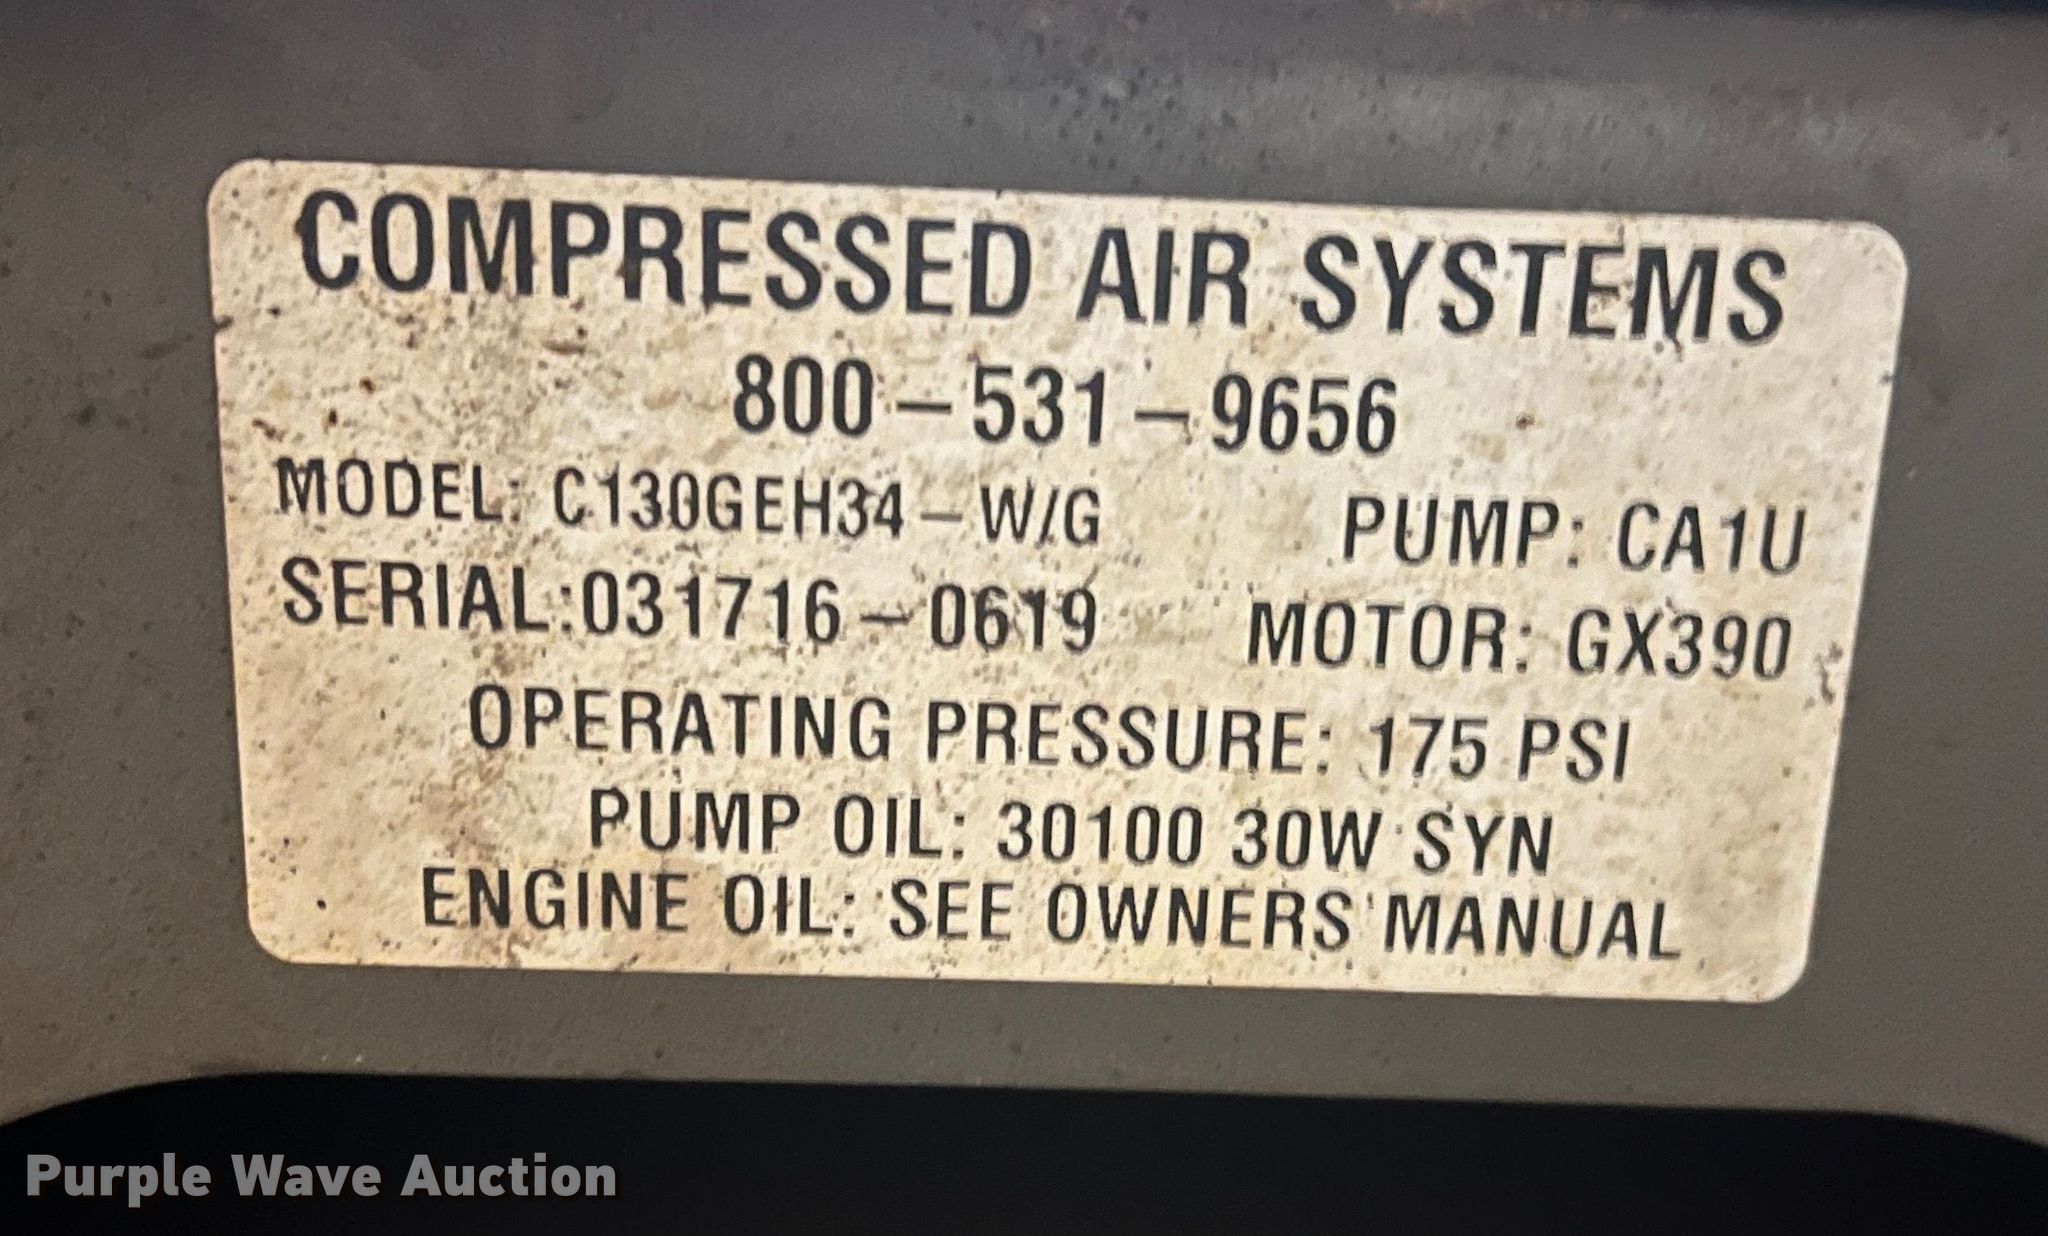 COMPRESSED AIR SYSTEMS
800-531-9656
MODEL: C130GEH34-W/G PUMP: CA1U
SERIAL:031716-0619 MOTOR: GX390
OPERATING PRESSURE: 175 PSI
PUMP OIL: 30100 30W SYN
ENGINE OIL: SEE OWNERS MANUAL
Purple Wave Auction